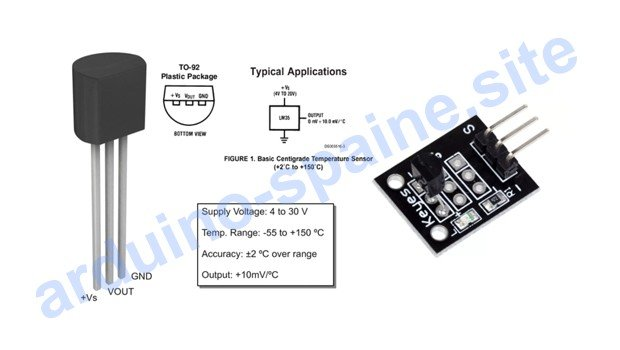 TO-92
Plastic Package
+Vs VOUT GND
BOTTOM VIEW
Typical Applications
+Vs
(4V TO 20V)
LM35
OUTPUT
0 mV + 10.0 mV/°C
FIGURE 1. Basic Centigrade Temperature Sensor
(+2°C to +150°C)
Supply Voltage: 4 to 30 V
Temp. Range: -55 to +150 ºC
Accuracy: ±2 ºC over range
Output: +10mV/ºC
GND
VOUT
+Vs
S
Keyes
arduino-spaine.site